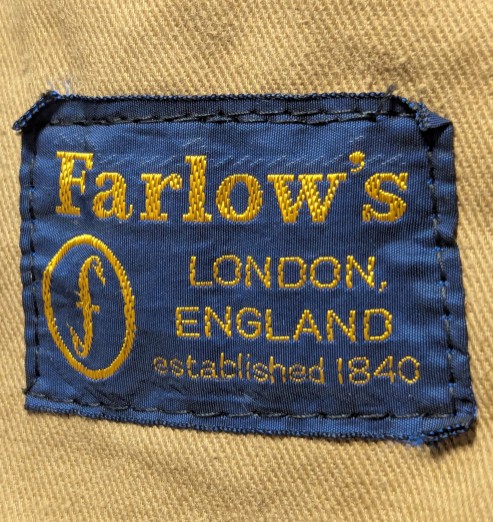 Farlow's
f
LONDON,
ENGLAND
established 1840